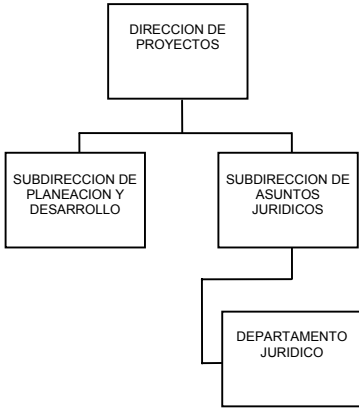 DIRECCION DE
PROYECTOS
SUBDIRECCION DE
PLANEACION Y
DESARROLLO
SUBDIRECCION DE
ASUNTOS
JURIDICOS
DEPARTAMENTO
JURIDICO